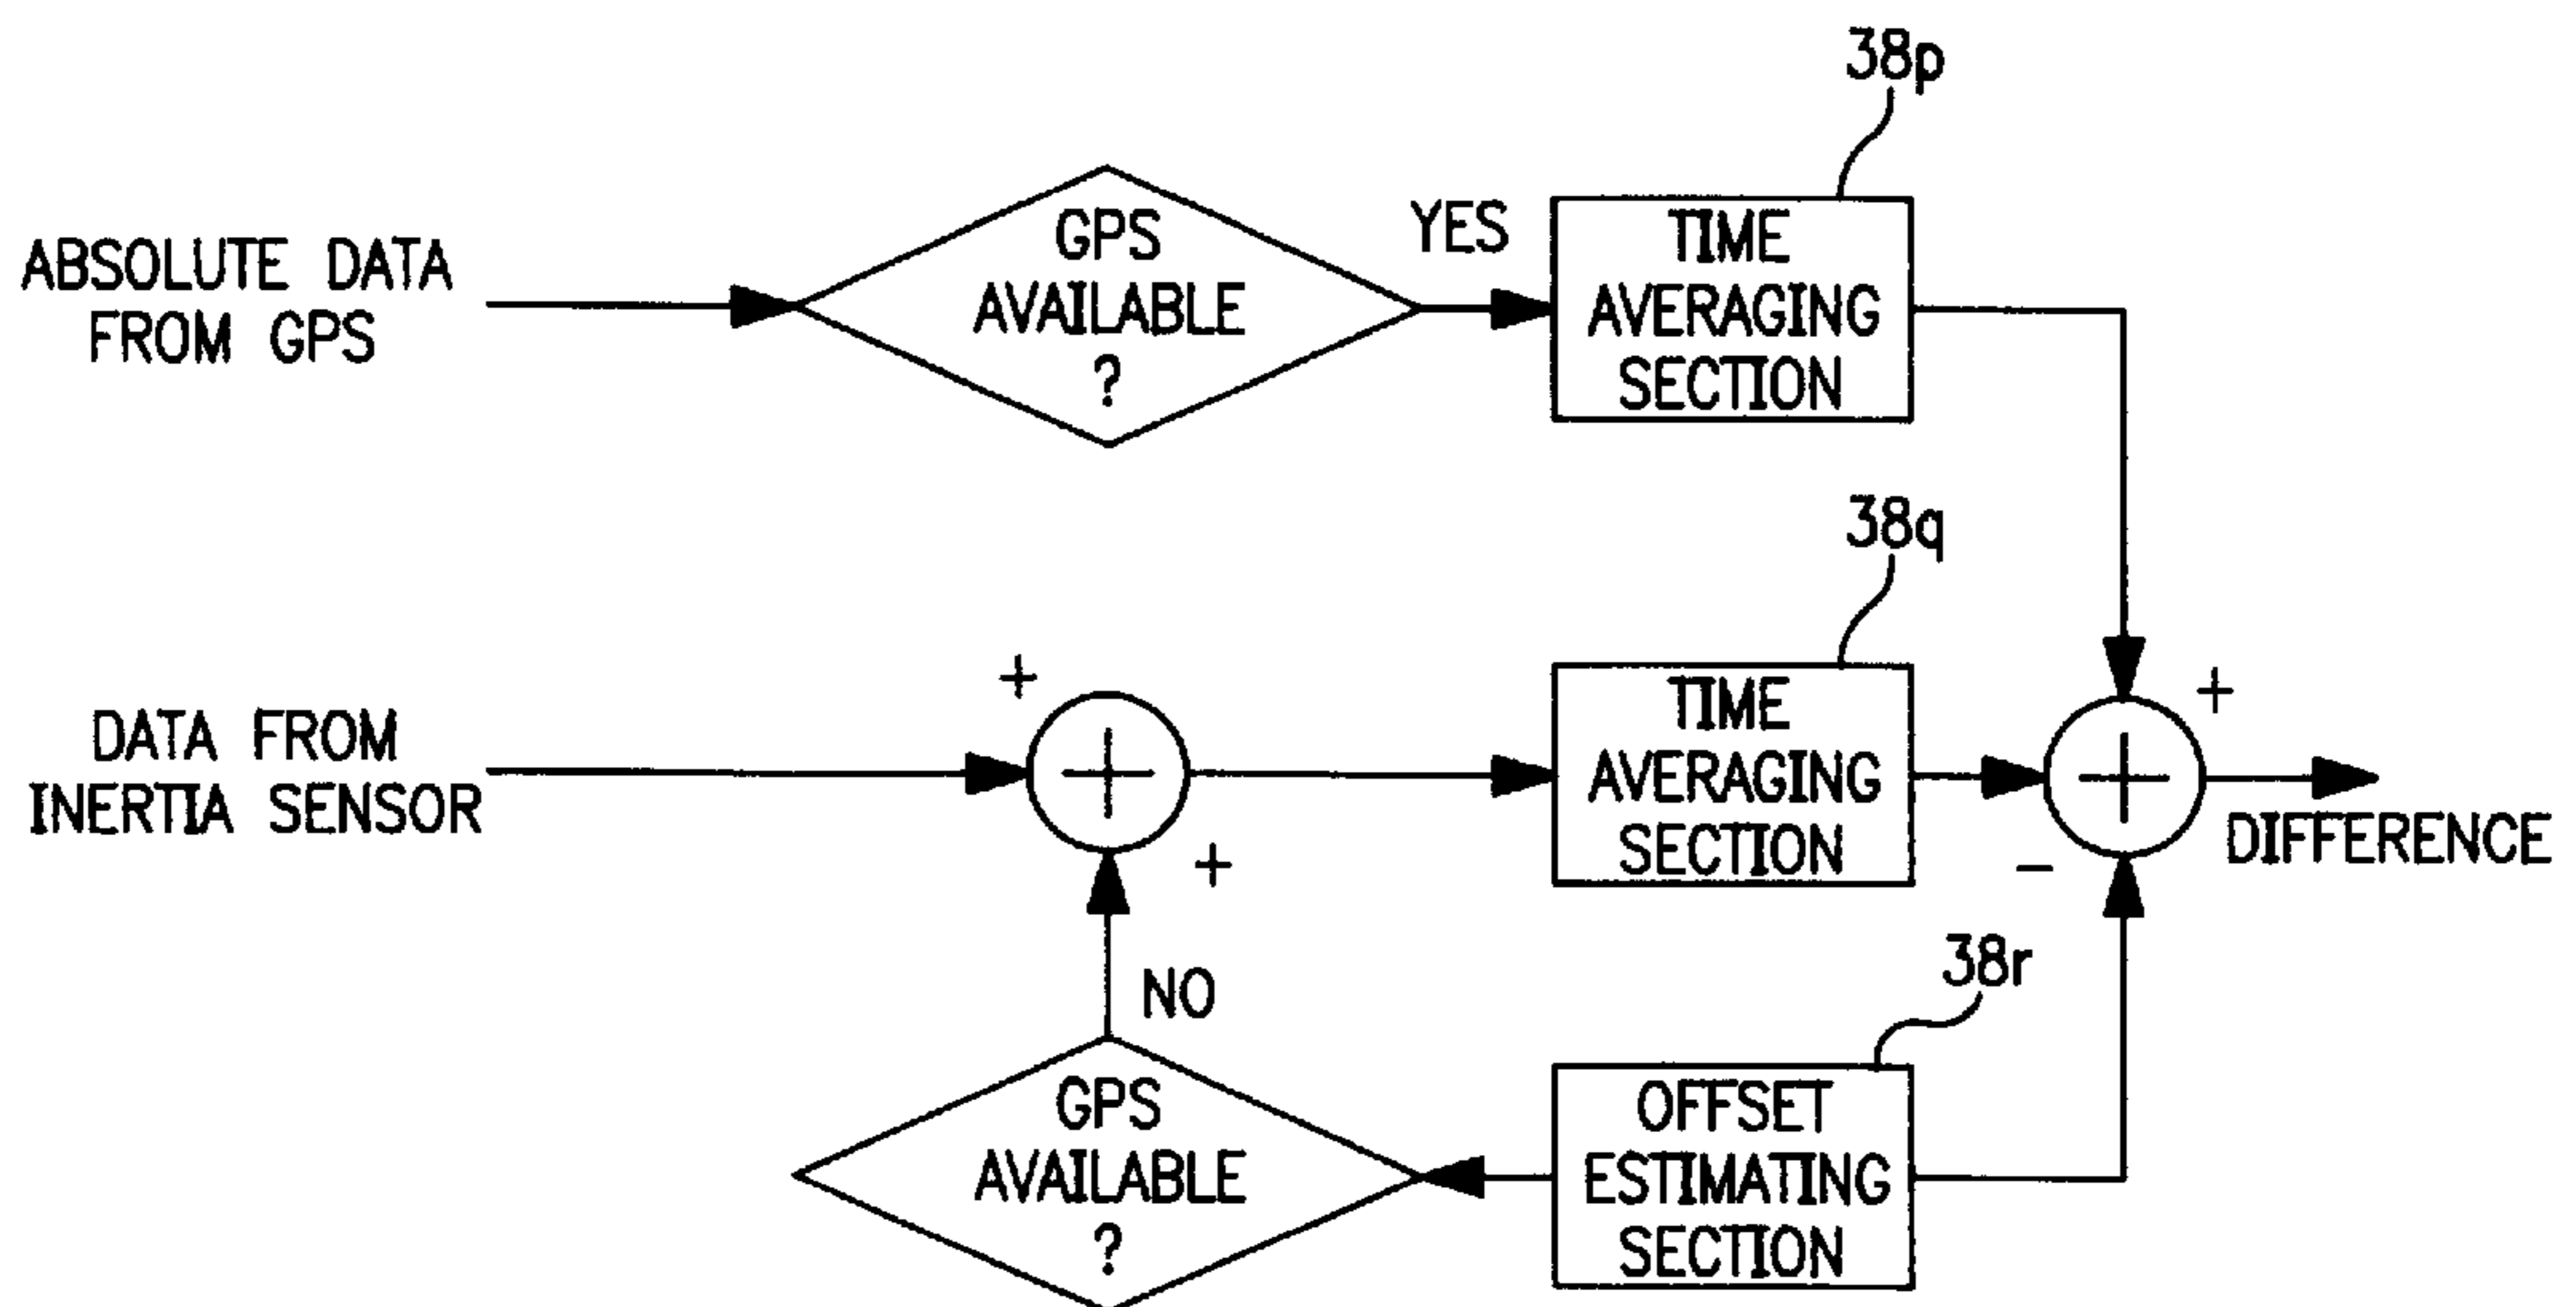 38p
ABSOLUTE DATA
FROM GPS
GPS
AVAILABLE
?
YES
TIME
AVERAGING
SECTION
38q
DATA FROM
INERTIA SENSOR
+
+
+
TIME
AVERAGING
SECTION
+
+
-
DIFFERENCE
NO
38r
GPS
AVAILABLE
?
OFFSET
ESTIMATING
SECTION